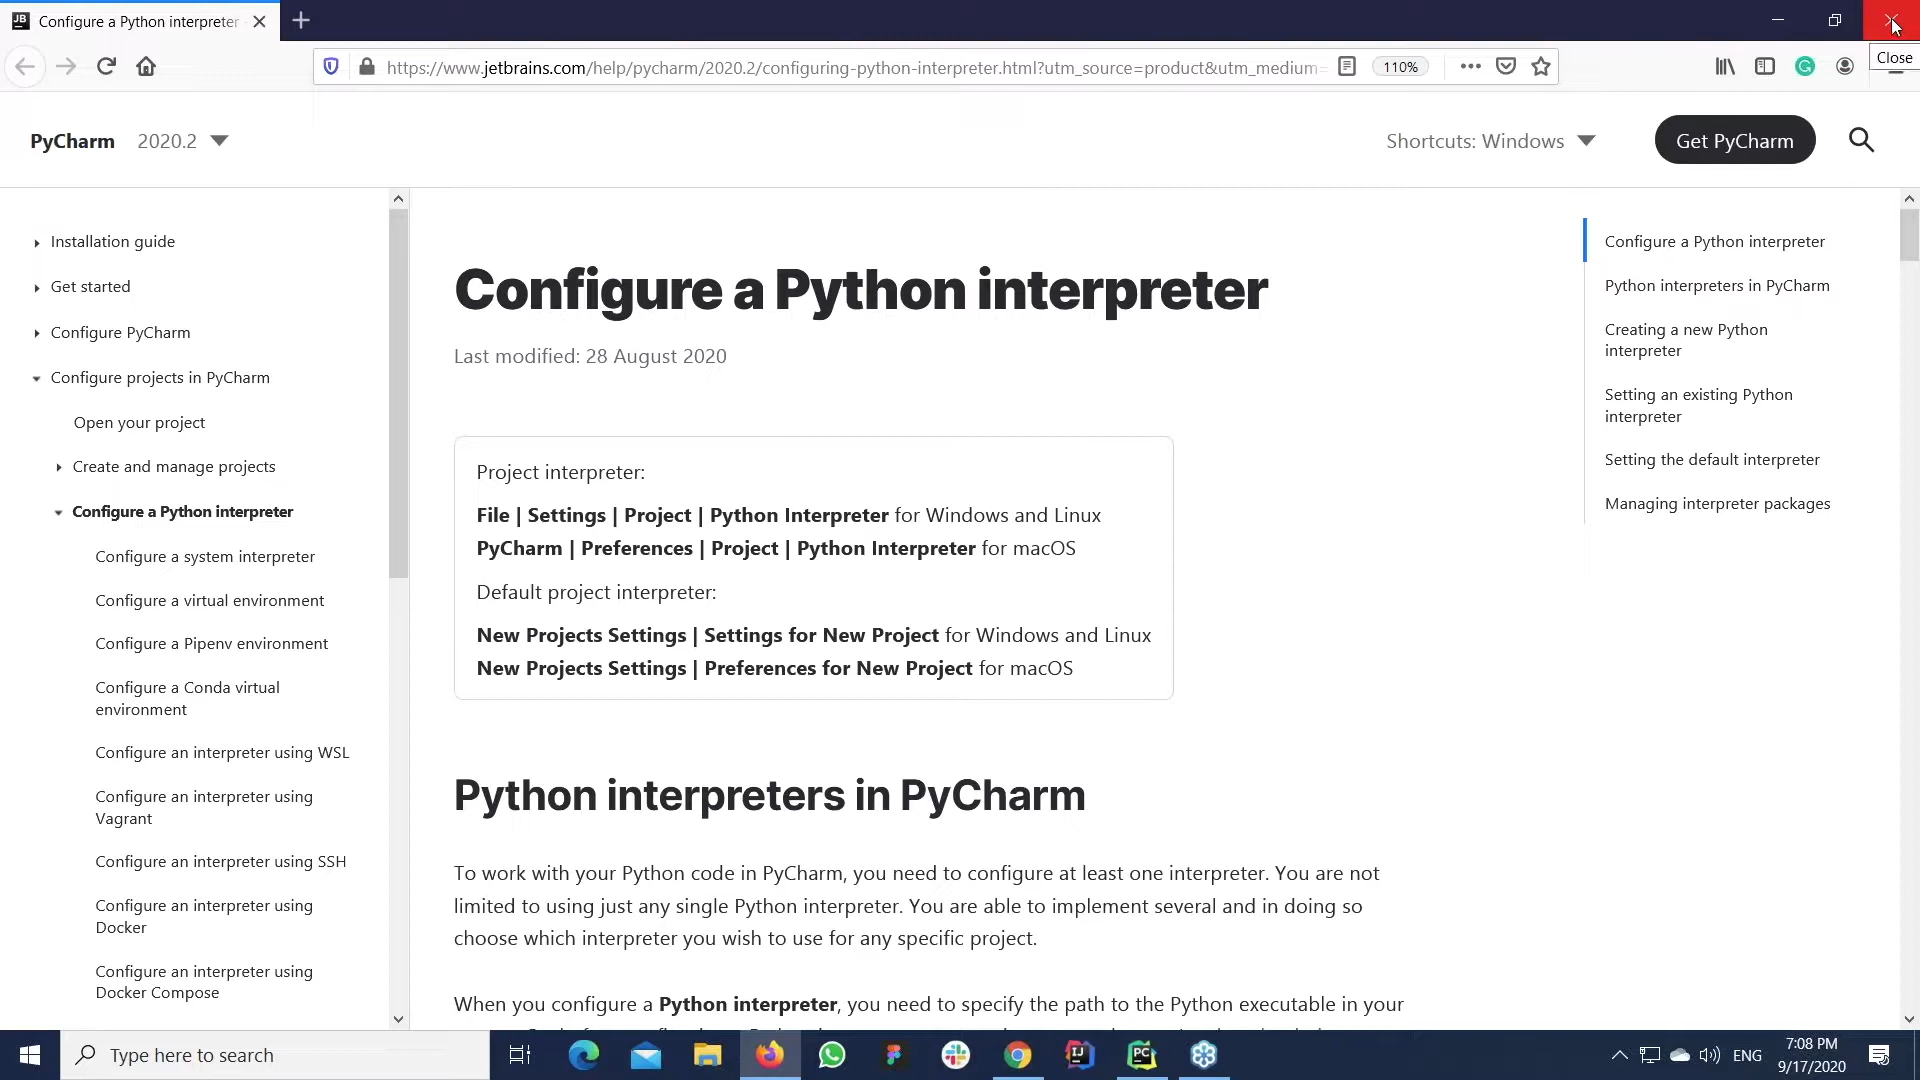 JB
Configure a Python interpreter
https://www.jetbrains.com/help/pycharm/2020.2/configuring-python-interpreter.html?utm_source=product&utm_medium=
110%
Close
PyCharm
2020.2
Shortcuts: Windows
Get PyCharm
Installation guide
Get started
Configure PyCharm
Configure projects in PyCharm
Open your project
Create and manage projects
Configure a Python interpreter
Configure a system interpreter
Configure a virtual environment
Configure a Pipenv environment
Configure a Conda virtual
environment
Configure an interpreter using WSL
Configure an interpreter using
Vagrant
Configure an interpreter using SSH
Configure an interpreter using
Docker
Configure an interpreter using
Docker Compose
Configure a Python interpreter
Last modified: 28 August 2020
Project interpreter:
File | Settings | Project | Python Interpreter for Windows and Linux
PyCharm | Preferences | Project | Python Interpreter for macOS
Default project interpreter:
New Projects Settings | Settings for New Project for Windows and Linux
New Projects Settings | Preferences for New Project for macOS
Python interpreters in PyCharm
To work with your Python code in PyCharm, you need to configure at least one interpreter. You are not
limited to using just any single Python interpreter. You are able to implement several and in doing so
choose which interpreter you wish to use for any specific project.
When you configure a Python interpreter, you need to specify the path to the Python executable in your
Configure a Python interpreter
Python interpreters in PyCharm
Creating a new Python
interpreter
Setting an existing Python
interpreter
Setting the default interpreter
Managing interpreter packages
Type here to search
IJ
PC
ENG
7:08 PM
9/17/2020